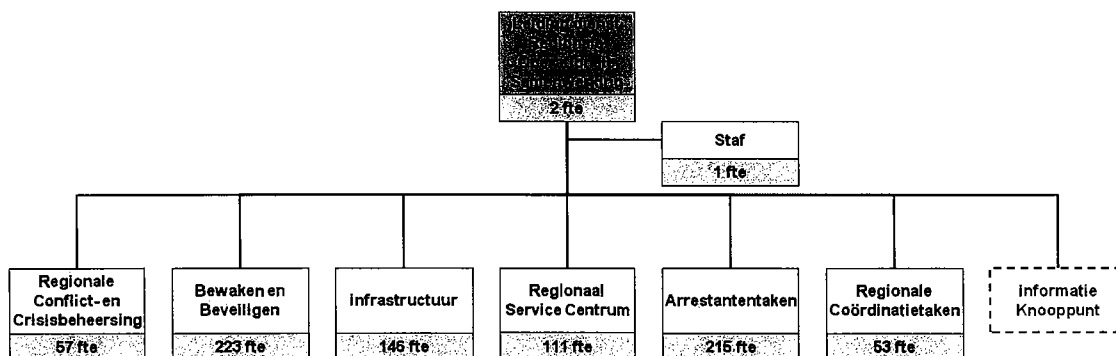 2 fte
Staf
1 fte
Regionale
Conflict- en
Crisisbeheersing
57 fte
Bewaken en
Beveiligen
223 fte
infrastructuur
146 fte
Regionaal
Service Centrum
111 fte
Arrestantentaken
215 fte
Regionale
Coördinatietaken
53 fte
informatie
Knooppunt